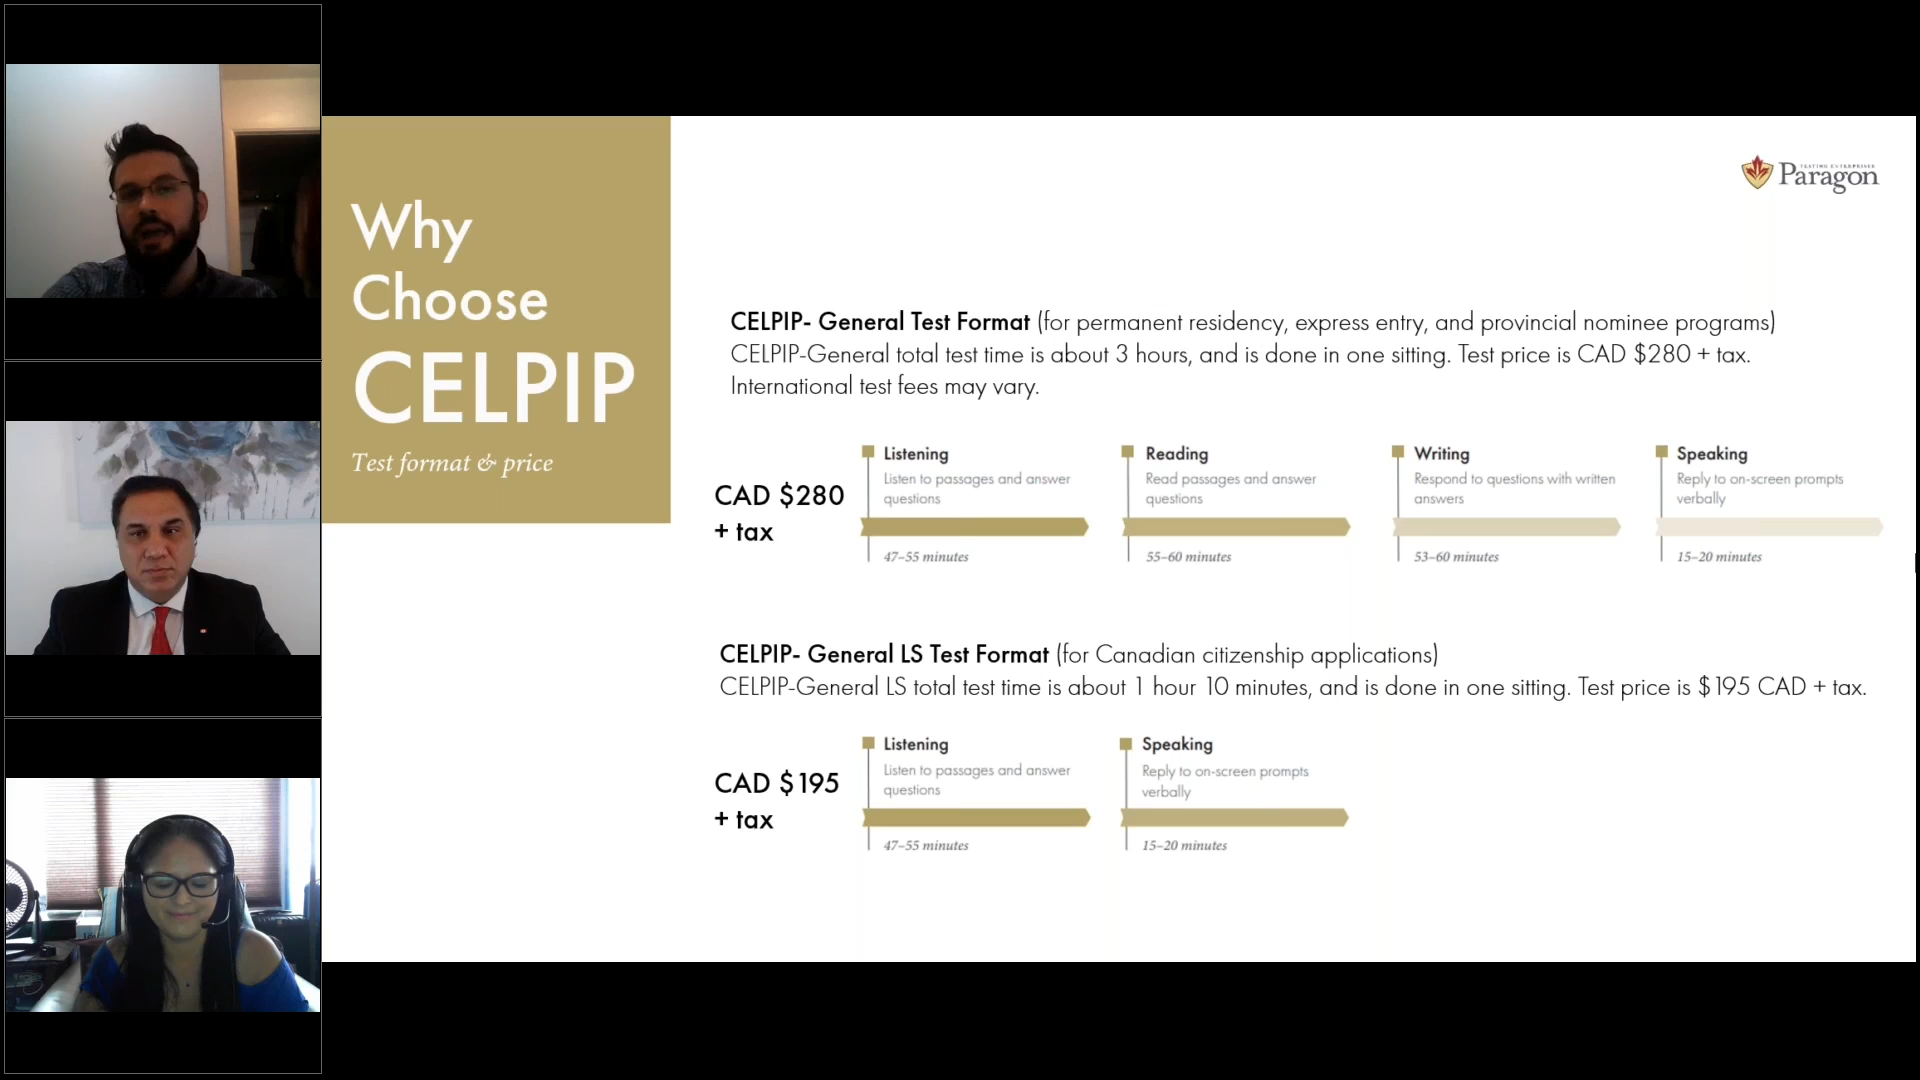 Why
Choose
CELPIP
Test format & price
TESTING ENTERPRISES
Paragon
CELPIP- General Test Format (for permanent residency, express entry, and provincial nominee programs)
CELPIP-General total test time is about 3 hours, and is done in one sitting. Test price is CAD $280 + tax.
International test fees may vary.
CAD $280
+ tax
Listening
Listen to passages and answer
questions
47–55 minutes
Reading
Read passages and answer
questions
55–60 minutes
Writing
Respond to questions with written
answers
53–60 minutes
Speaking
Reply to on-screen prompts
verbally
15–20 minutes
CELPIP- General LS Test Format (for Canadian citizenship applications)
CELPIP-General LS total test time is about 1 hour 10 minutes, and is done in one sitting. Test price is $195 CAD + tax.
CAD $195
+ tax
Listening
Listen to passages and answer
questions
47–55 minutes
Speaking
Reply to on-screen prompts
verbally
15–20 minutes